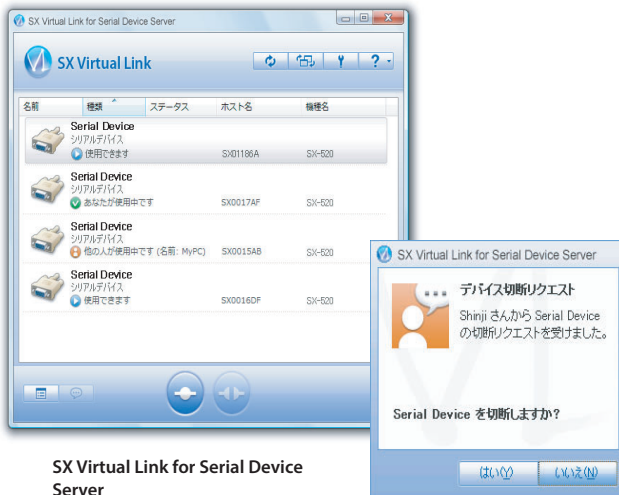 SX Virtual Link for Serial Device Server
SX Virtual Link
?
名前 種類 ステータス ホスト名 機種名
Serial Device
シリアルデバイス
使用できます SX01186A SX-520
Serial Device
シリアルデバイス
あなたが使用中です SX0017AF SX-520
Serial Device
シリアルデバイス
他の人が使用中です (名前: MyPC) SX0015AB SX-520
Serial Device
シリアルデバイス
使用できます SX0016DF SX-520
SX Virtual Link for Serial Device Server
デバイス切断リクエスト
Shinji さんから Serial Device
の切断リクエストを受けました。
Serial Device を切断しますか?
はい(Y) いいえ(N)
SX Virtual Link for Serial Device
Server